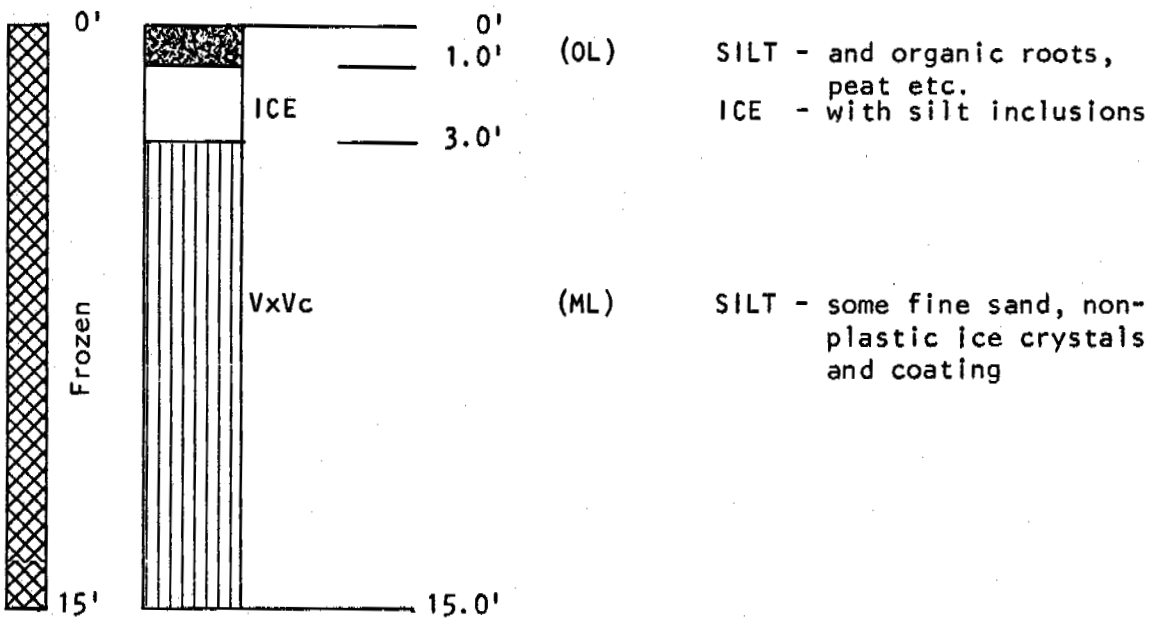 0' 0'
1.0' (OL) SILT - and organic roots,
peat etc.
ICE ICE - with silt inclusions
3.0'
Frozen
VxVc (ML) SILT - some fine sand, non-
plastic ice crystals
and coating
15' 15.0'